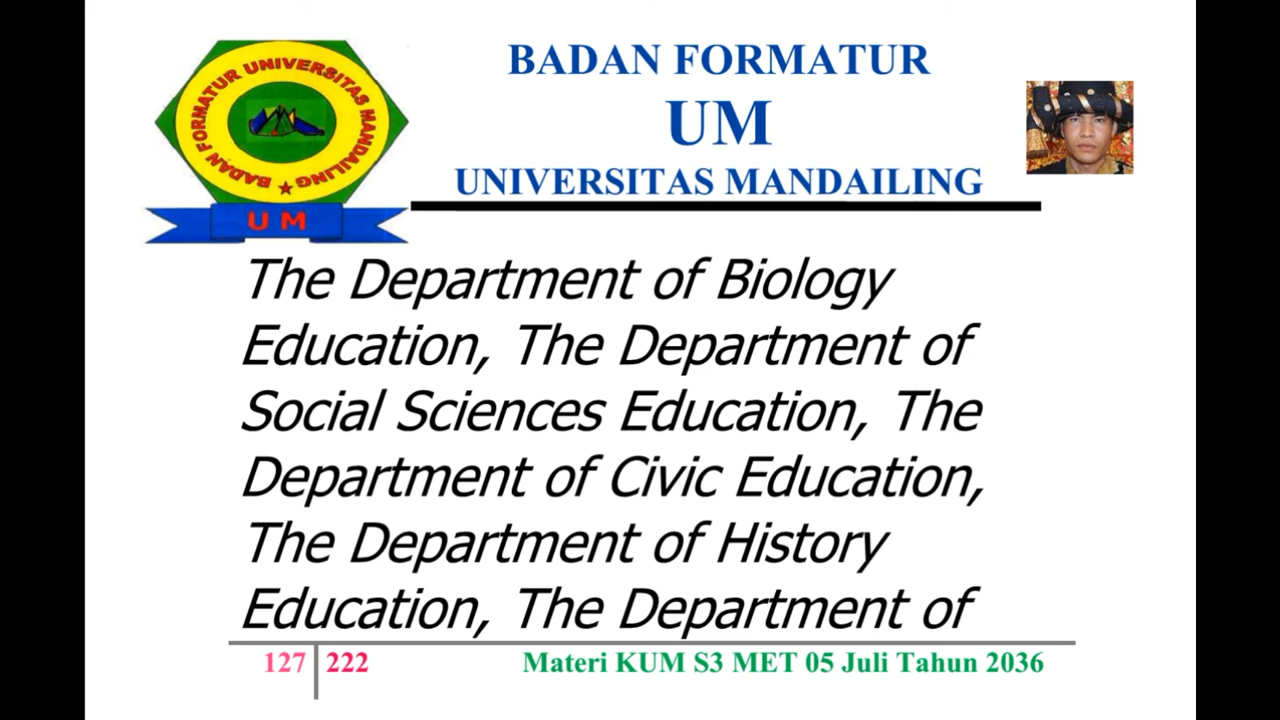 BADAN FORMATUR UNIVERSITAS MANDAILING
U M
BADAN FORMATUR
UM
UNIVERSITAS MANDAILING
The Department of Biology
Education, The Department of
Social Sciences Education, The
Department of Civic Education,
The Department of History
Education, The Department of
127 222 Materi KUM S3 MET 05 Juli Tahun 2036